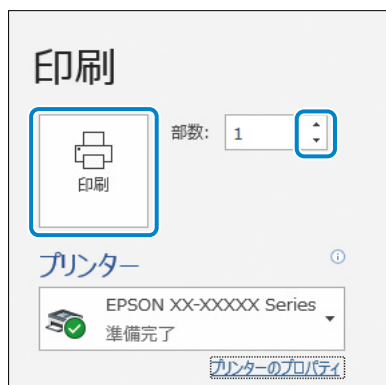 印刷
部数: 1
印刷
プリンター
EPSON XX-XXXXX Series
準備完了
プリンターのプロパティ